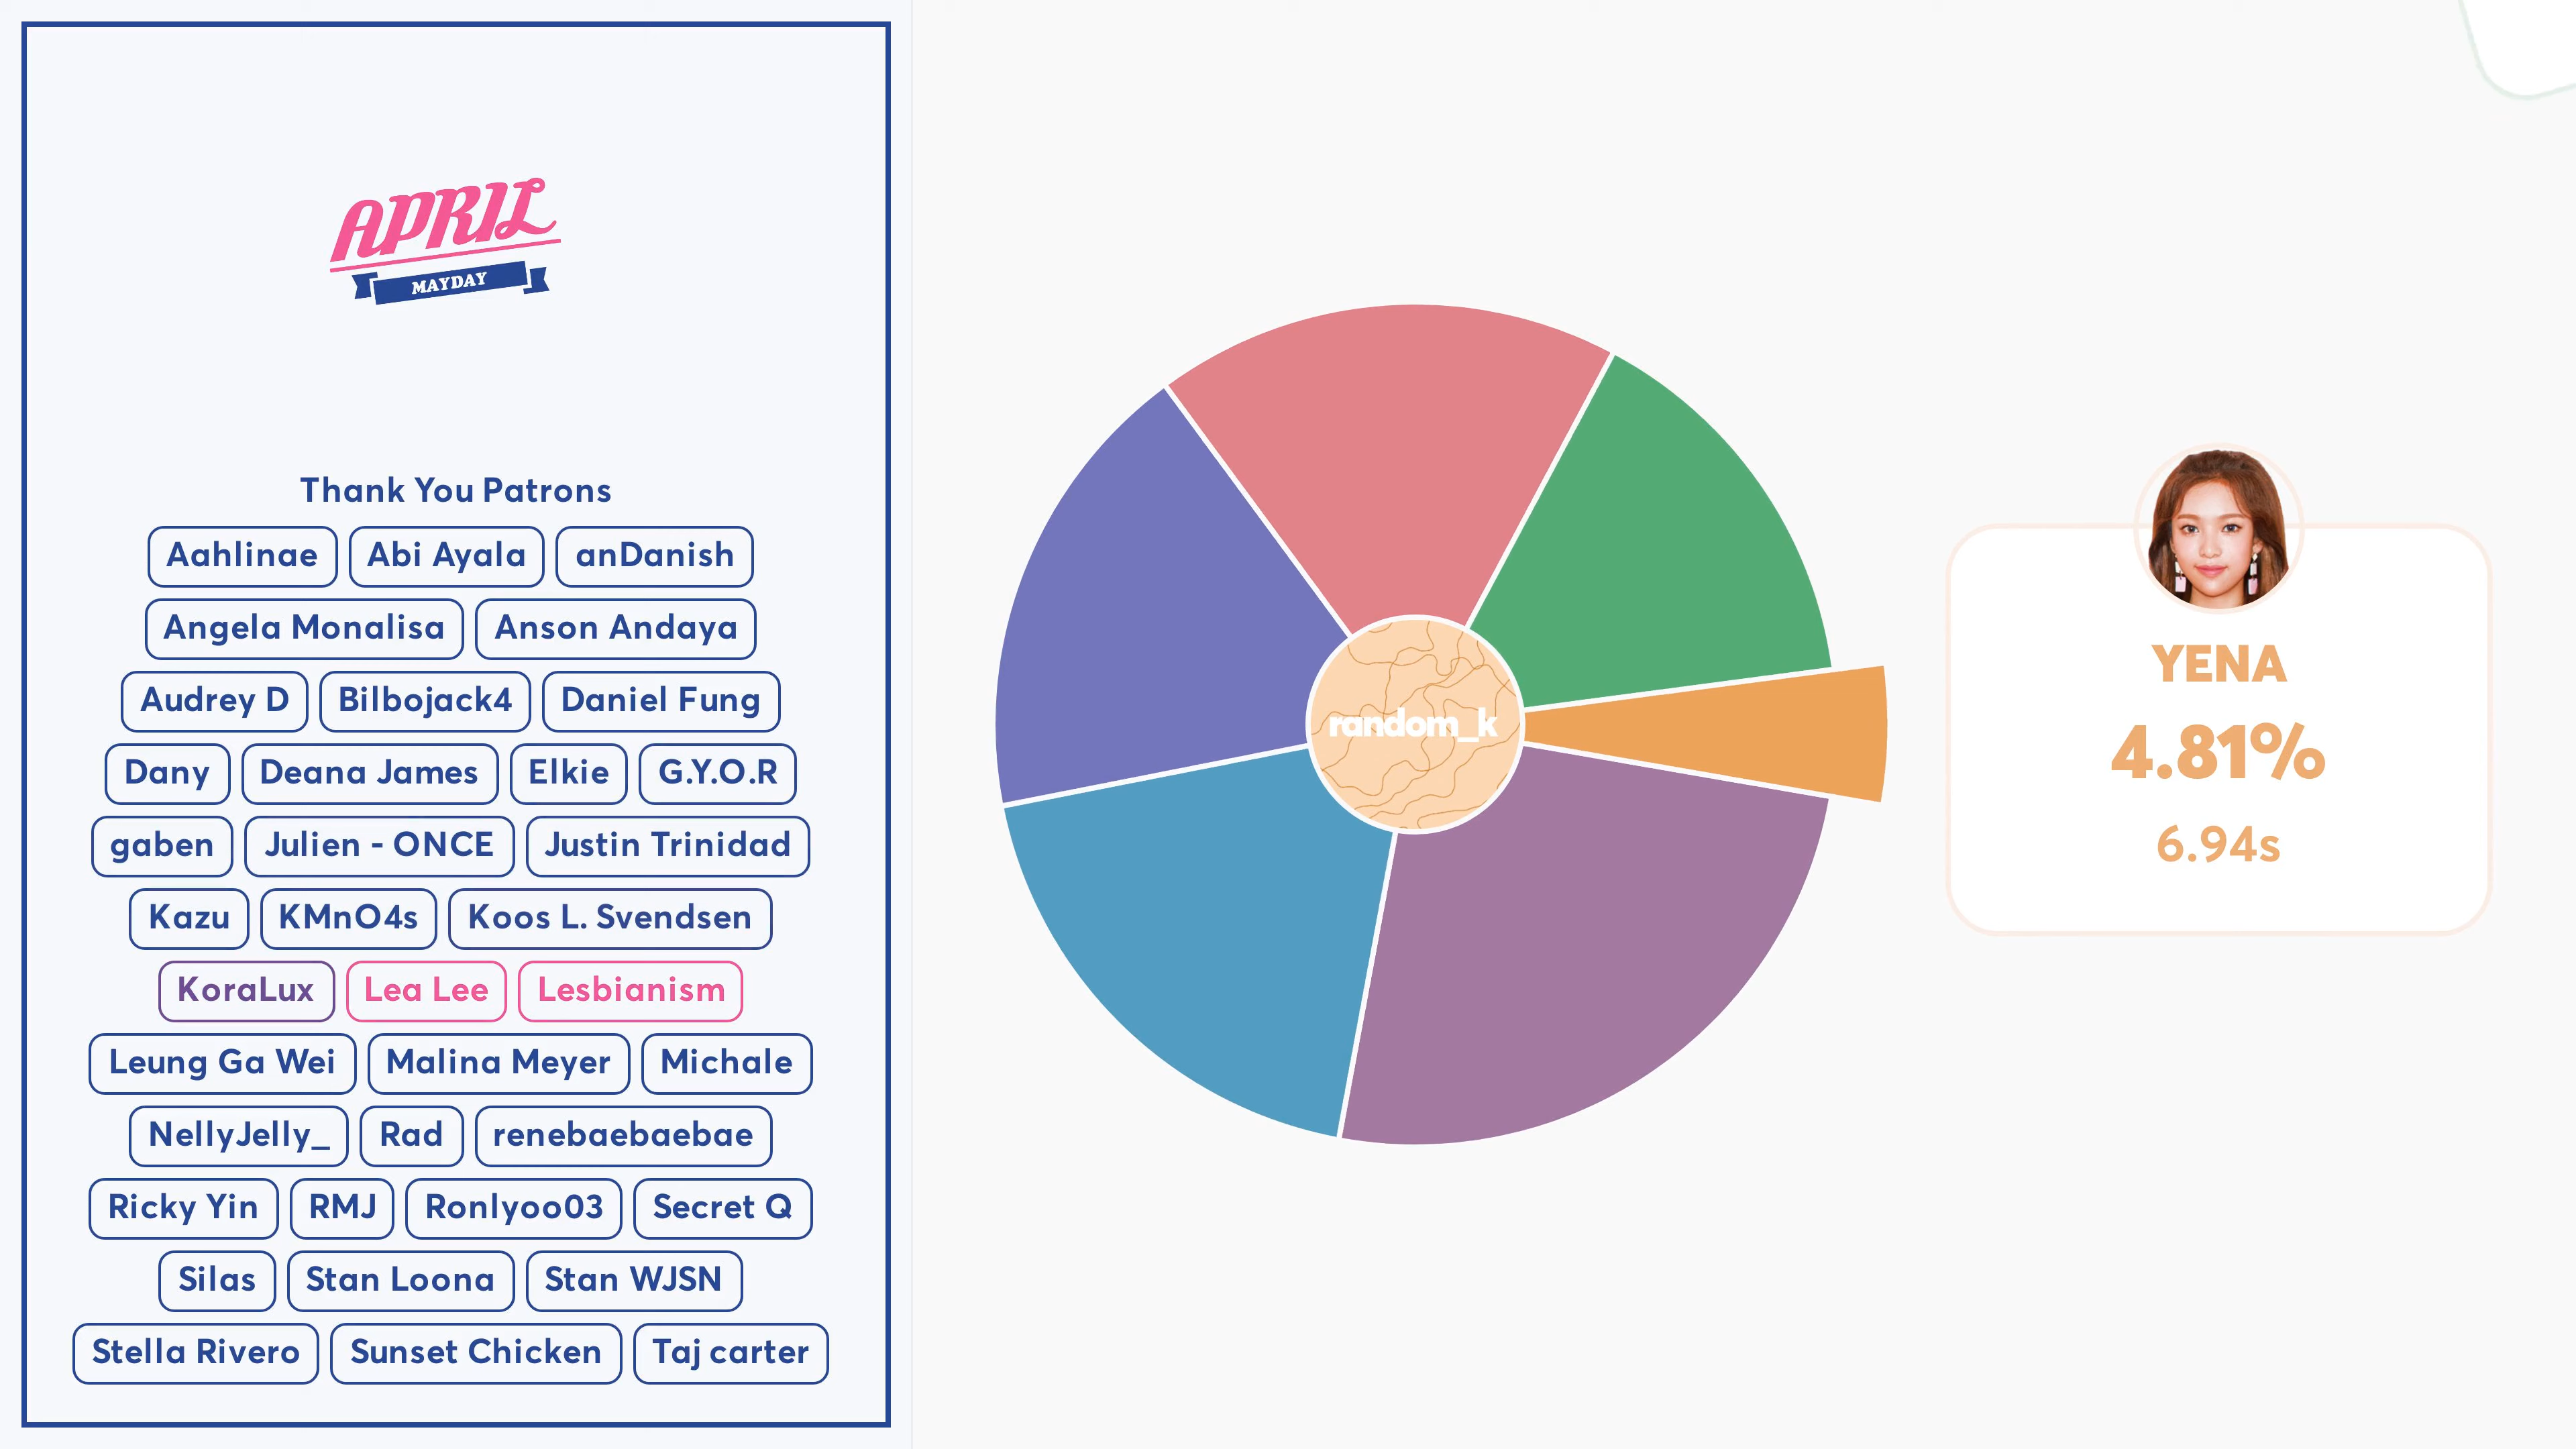 APRIL
MAYDAY
Thank You Patrons
Aahlinae Abi Ayala anDanish
Angela Monalisa Anson Andaya
Audrey D Bilbojack4 Daniel Fung
Dany Deana James Elkie G.Y.O.R
gaben Julien - ONCE Justin Trinidad
Kazu KMnO4s Koos L. Svendsen
KoraLux Lea Lee Lesbianism
Leung Ga Wei Malina Meyer Michale
NellyJelly_ Rad renebaebaebae
Ricky Yin RMJ Ronlyoo03 Secret Q
Silas Stan Loona Stan WJSN
Stella Rivero Sunset Chicken Taj carter
random_k
YENA
4.81%
6.94s